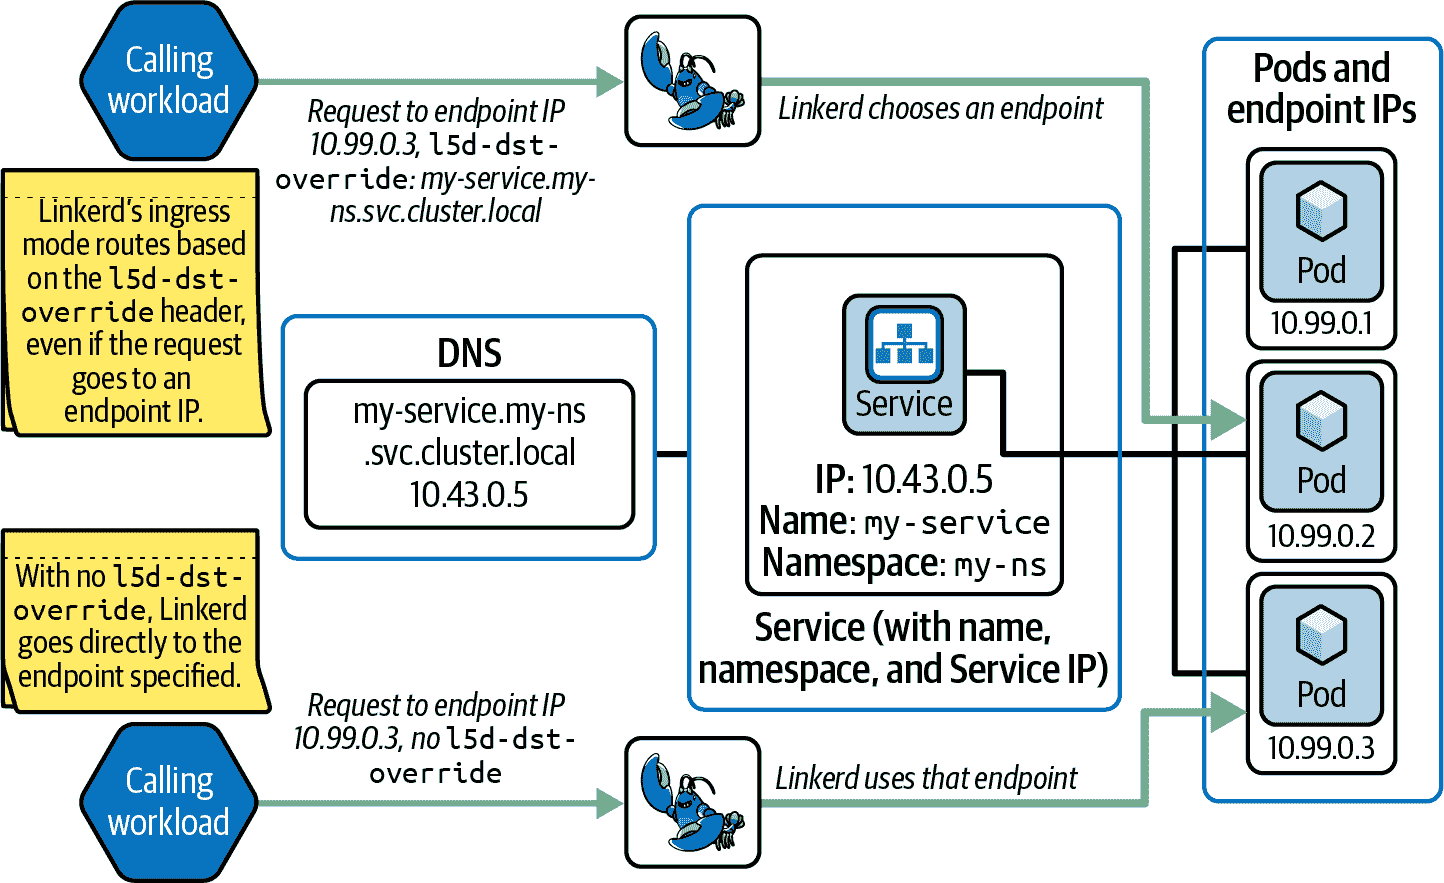 Calling
workload
Request to endpoint IP
10.99.0.3, l5d-dst-
override: my-service.my-
ns.svc.cluster.local
Linkerd chooses an endpoint
Pods and
endpoint IPs
Pod
10.99.0.1
Pod
10.99.0.2
Pod
10.99.0.3
Linkerd’s ingress
mode routes based
on the l5d-dst-
override header,
even if the request
goes to an
endpoint IP.
DNS
my-service.my-ns
.svc.cluster.local
10.43.0.5
Service
IP: 10.43.0.5
Name: my-service
Namespace: my-ns
Service (with name,
namespace, and Service IP)
With no l5d-dst-
override, Linkerd
goes directly to the
endpoint specified.
Calling
workload
Request to endpoint IP
10.99.0.3, no l5d-dst-
override
Linkerd uses that endpoint